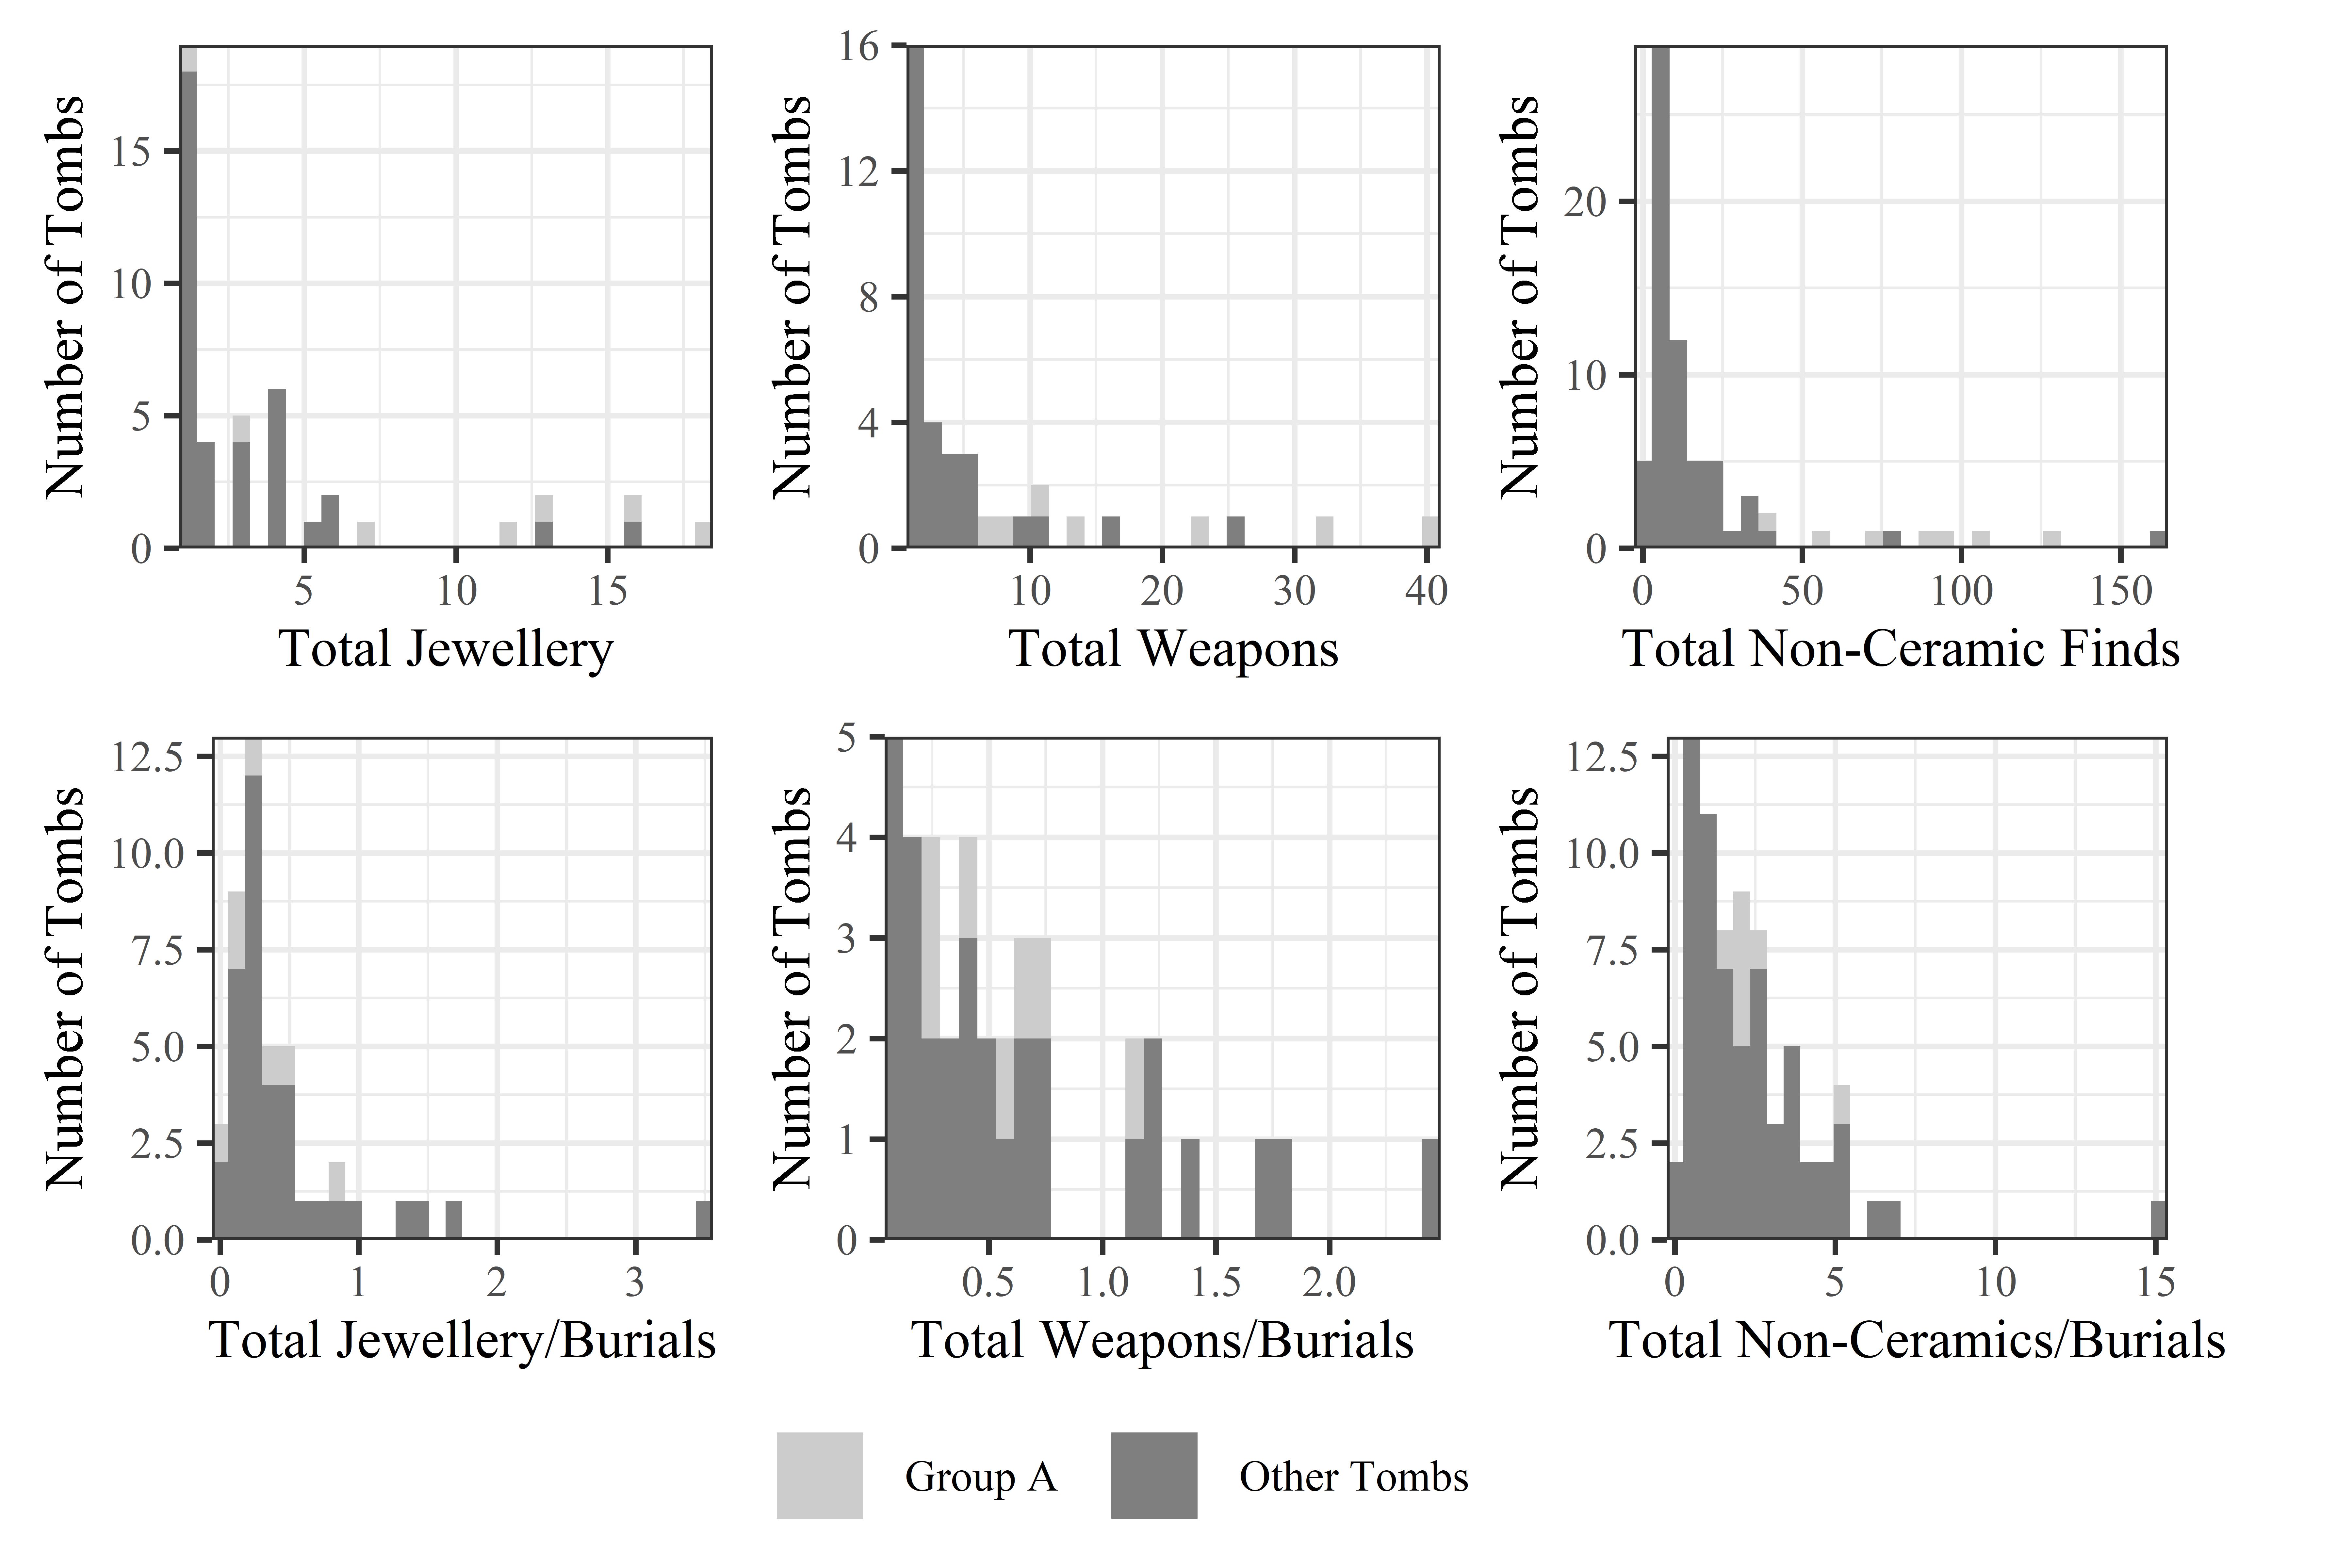 Number of Tombs
15
10
5
0
5 10 15
Total Jewellery
Number of Tombs
16
12
8
4
0
10 20 30 40
Total Weapons
Number of Tombs
20
10
0
0 50 100 150
Total Non-Ceramic Finds
Number of Tombs
12.5
10.0
7.5
5.0
2.5
0.0
0 1 2 3
Total Jewellery/Burials
Number of Tombs
5
4
3
2
1
0
0.5 1.0 1.5 2.0
Total Weapons/Burials
Number of Tombs
12.5
10.0
7.5
5.0
2.5
0.0
0 5 10 15
Total Non-Ceramics/Burials
Group A Other Tombs